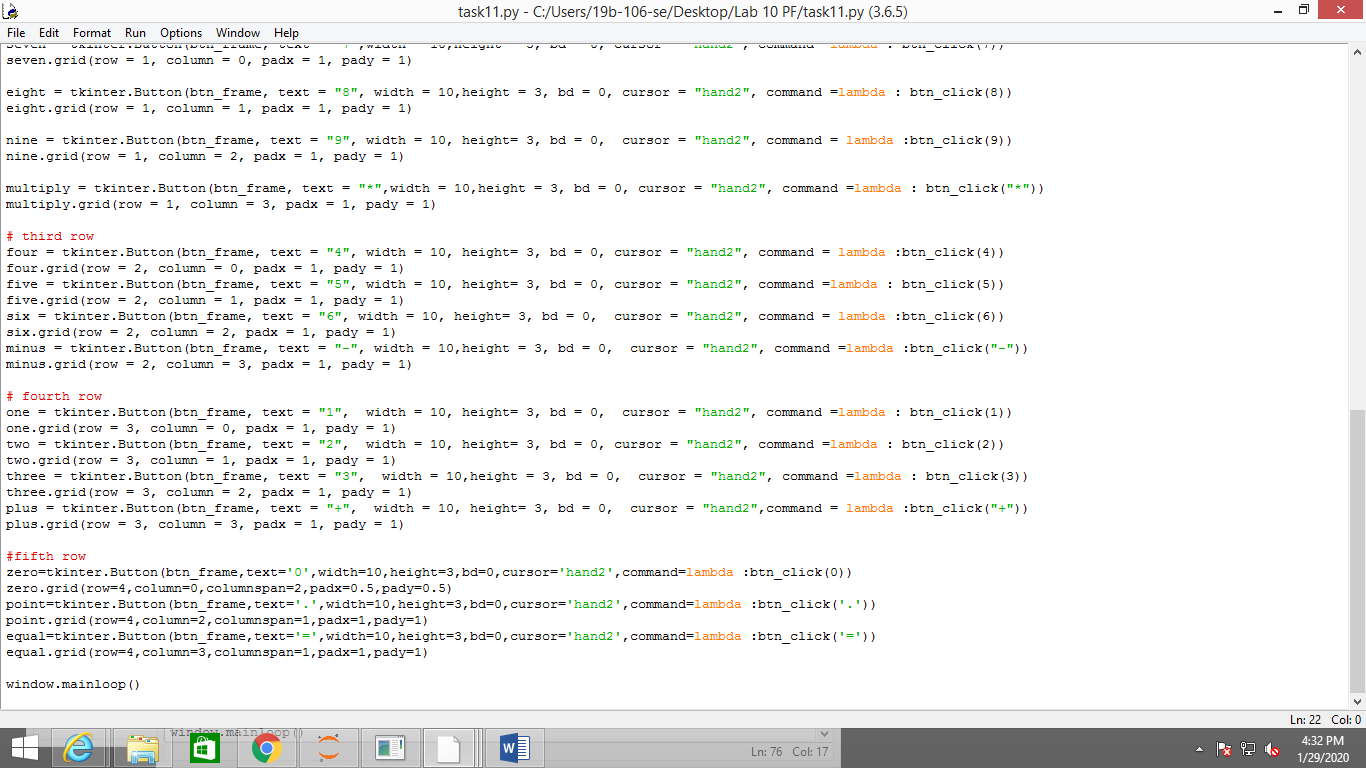 task11.py - C:/Users/19b-106-se/Desktop/Lab 10 PF/task11.py (3.6.5)
File Edit Format Run Options Window Help
seven = tkinter.Button(btn_frame, text = "7",width = 10,height = 3, bd = 0, cursor = "hand2", command =lambda : btn_click(7))
seven.grid(row = 1, column = 0, padx = 1, pady = 1)
eight = tkinter.Button(btn_frame, text = "8", width = 10,height = 3, bd = 0, cursor = "hand2", command =lambda : btn_click(8))
eight.grid(row = 1, column = 1, padx = 1, pady = 1)
nine = tkinter.Button(btn_frame, text = "9", width = 10, height= 3, bd = 0,  cursor = "hand2", command = lambda :btn_click(9))
nine.grid(row = 1, column = 2, padx = 1, pady = 1)
multiply = tkinter.Button(btn_frame, text = "*",width = 10,height = 3, bd = 0, cursor = "hand2", command =lambda : btn_click("*"))
multiply.grid(row = 1, column = 3, padx = 1, pady = 1)
# third row
four = tkinter.Button(btn_frame, text = "4", width = 10, height= 3, bd = 0, cursor = "hand2", command = lambda :btn_click(4))
four.grid(row = 2, column = 0, padx = 1, pady = 1)
five = tkinter.Button(btn_frame, text = "5", width = 10, height= 3, bd = 0, cursor = "hand2", command =lambda : btn_click(5))
five.grid(row = 2, column = 1, padx = 1, pady = 1)
six = tkinter.Button(btn_frame, text = "6", width = 10, height= 3, bd = 0,  cursor = "hand2", command = lambda :btn_click(6))
six.grid(row = 2, column = 2, padx = 1, pady = 1)
minus = tkinter.Button(btn_frame, text = "-", width = 10,height = 3, bd = 0,  cursor = "hand2", command =lambda :btn_click("-"))
minus.grid(row = 2, column = 3, padx = 1, pady = 1)
# fourth row
one = tkinter.Button(btn_frame, text = "1",  width = 10, height= 3, bd = 0,  cursor = "hand2", command =lambda : btn_click(1))
one.grid(row = 3, column = 0, padx = 1, pady = 1)
two = tkinter.Button(btn_frame, text = "2",  width = 10, height= 3, bd = 0, cursor = "hand2", command =lambda : btn_click(2))
two.grid(row = 3, column = 1, padx = 1, pady = 1)
three = tkinter.Button(btn_frame, text = "3",  width = 10,height = 3, bd = 0,  cursor = "hand2", command =lambda : btn_click(3))
three.grid(row = 3, column = 2, padx = 1, pady = 1)
plus = tkinter.Button(btn_frame, text = "+",  width = 10, height= 3, bd = 0,  cursor = "hand2",command = lambda :btn_click("+"))
plus.grid(row = 3, column = 3, padx = 1, pady = 1)
#fifth row
zero=tkinter.Button(btn_frame,text='0',width=10,height=3,bd=0,cursor='hand2',command=lambda :btn_click(0))
zero.grid(row=4,column=0,columnspan=2,padx=0.5,pady=0.5)
point=tkinter.Button(btn_frame,text='.',width=10,height=3,bd=0,cursor='hand2',command=lambda :btn_click('.'))
point.grid(row=4,column=2,columnspan=1,padx=1,pady=1)
equal=tkinter.Button(btn_frame,text='=',width=10,height=3,bd=0,cursor='hand2',command=lambda :btn_click('='))
equal.grid(row=4,column=3,columnspan=1,padx=1,pady=1)
window.mainloop()
Ln: 22 Col: 0
window.mainloop()
Ln: 76 Col: 17
4:32 PM
1/29/2020